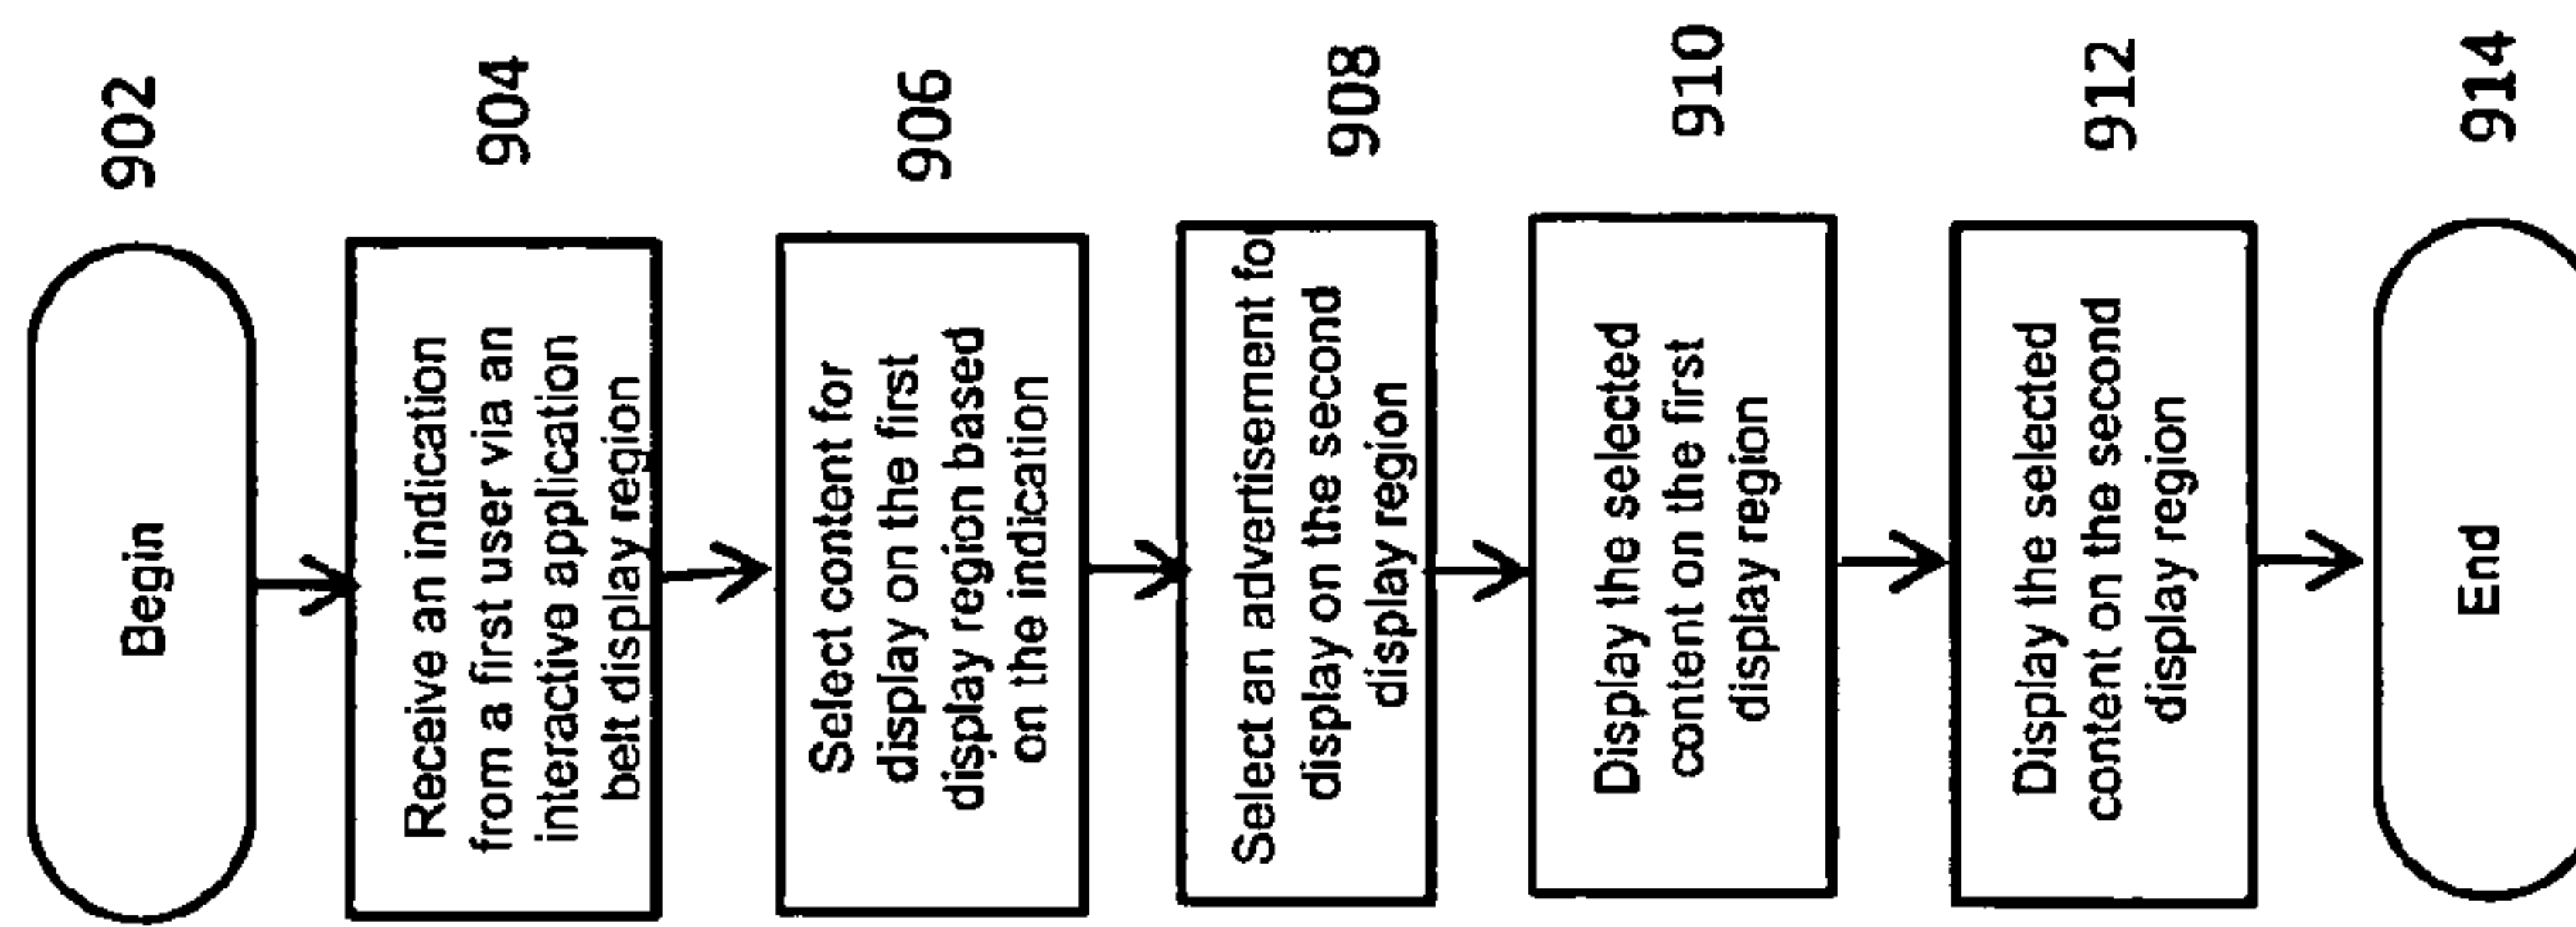 Begin
902
Receive an indication
from a first user via an
interactive application
belt display region
904
Select content for
display on the first
display region based
on the indication
906
Select an advertisement fo
display on the second
display region
908
Display the selected
content on the first
display region
910
Display the selected
content on the second
display region
912
End
914